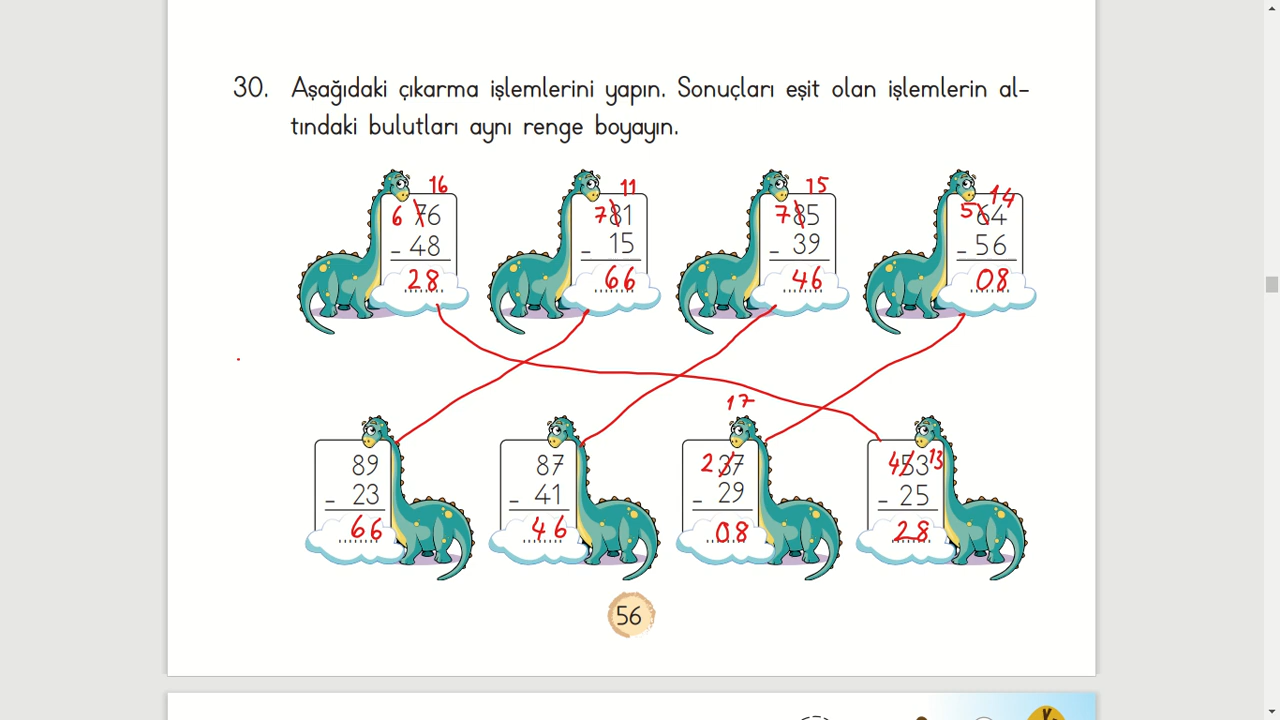 30. Aşağıdaki çıkarma işlemlerini yapın. Sonuçları eşit olan işlemlerin al-
tındaki bulutları aynı renge boyayın.
16 11 15 14
6 76 7 81 7 85 5 64
- 48 - 15 - 39 - 56
28 66 46 08
17
89 87 2 37 4 53 13
- 23 - 41 - 29 - 25
66 46 08 28
56